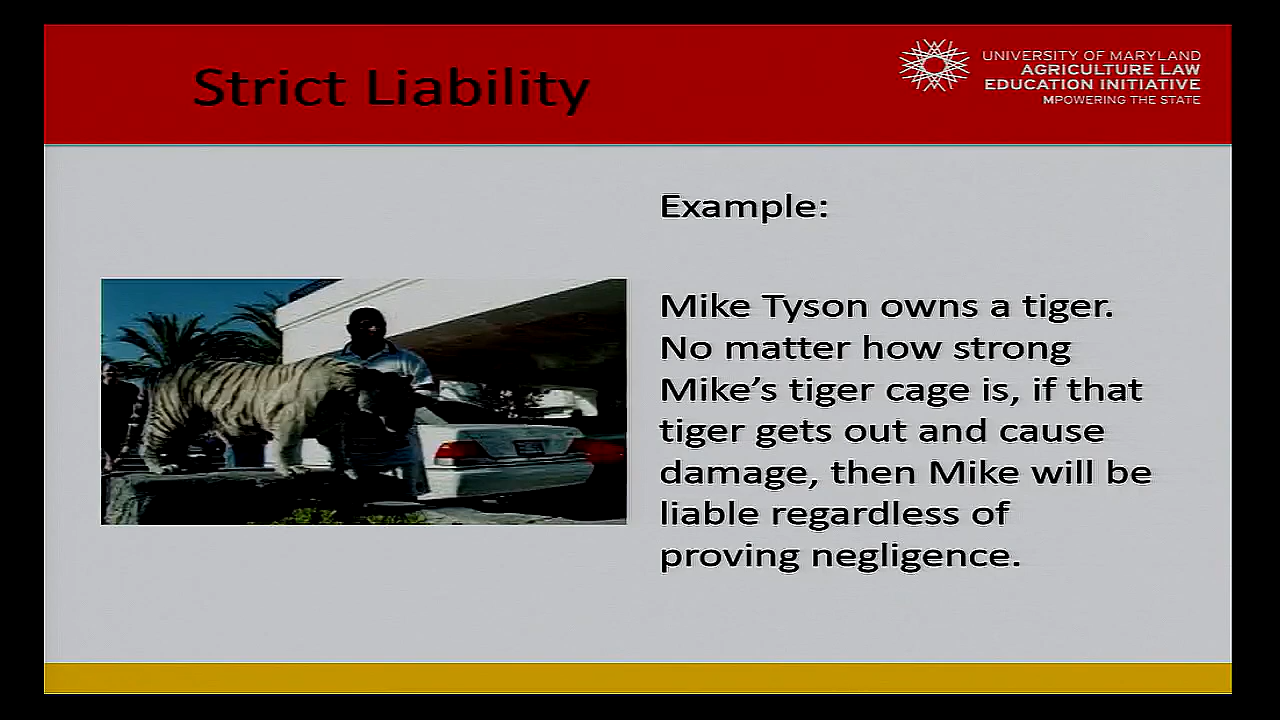 Strict Liability
UNIVERSITY OF MARYLAND
AGRICULTURE LAW
EDUCATION INITIATIVE
MPOWERING THE STATE
Example:
Mike Tyson owns a tiger.
No matter how strong
Mike's tiger cage is, if that
tiger gets out and cause
damage, then Mike will be
liable regardless of
proving negligence.